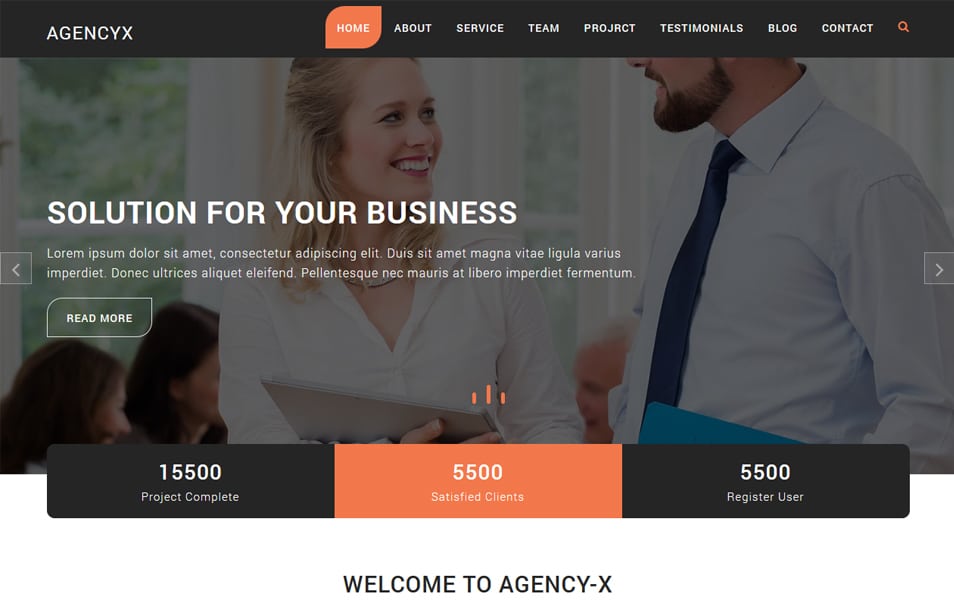 AGENCYX
HOME ABOUT SERVICE TEAM PROJRCT TESTIMONIALS BLOG CONTACT
SOLUTION FOR YOUR BUSINESS
Lorem ipsum dolor sit amet, consectetur adipiscing elit. Duis sit amet magna vitae ligula varius
imperdiet. Donec ultrices aliquet eleifend. Pellentesque nec mauris at libero imperdiet fermentum.
READ MORE
15500 5500 5500
Project Complete Satisfied Clients Register User
WELCOME TO AGENCY-X